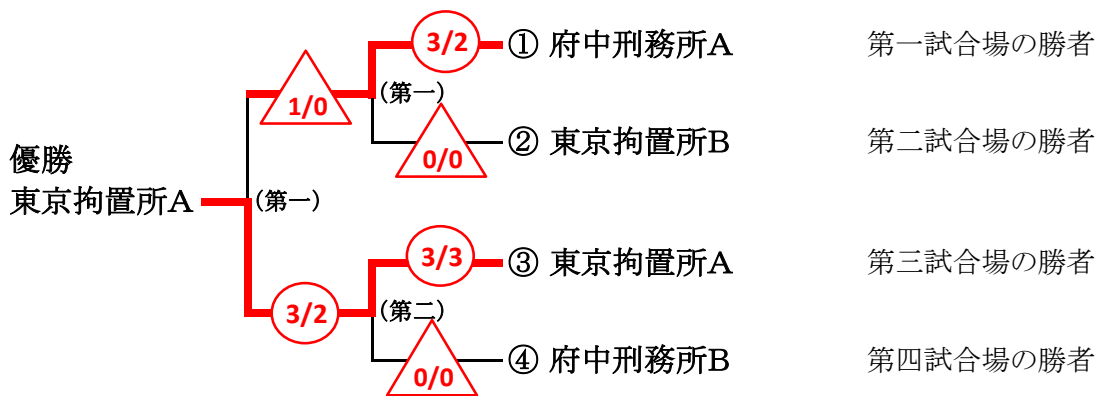 3/2 ① 府中刑務所A 第一試合場の勝者
1/0 (第一)
0/0 ② 東京拘置所B 第二試合場の勝者
優勝
東京拘置所A (第一)
3/3 ③ 東京拘置所A 第三試合場の勝者
3/2 (第二)
0/0 ④ 府中刑務所B 第四試合場の勝者